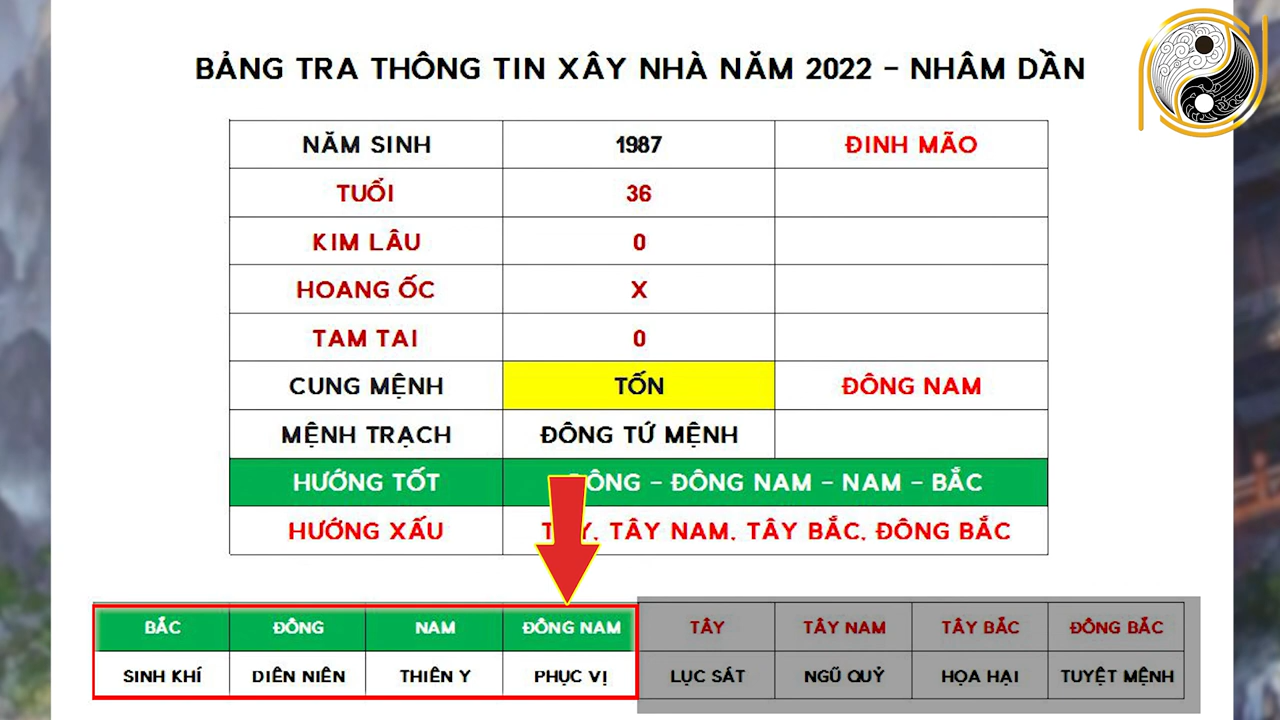 BẢNG TRA THÔNG TIN XÂY NHÀ NĂM 2022 - NHÂM DẦN
NĂM SINH 1987 ĐINH MÃO
TUỔI 36
KIM LÂU 0
HOANG ỐC X
TAM TAI 0
CUNG MỆNH TỐN ĐÔNG NAM
MỆNH TRẠCH ĐÔNG TỨ MỆNH
HƯỚNG TỐT ĐÔNG - ĐÔNG NAM - NAM - BẮC
HƯỚNG XẤU TÂY, TÂY NAM, TÂY BẮC, ĐÔNG BẮC
BẮC ĐÔNG NAM ĐÔNG NAM TÂY TÂY NAM TÂY BẮC ĐÔNG BẮC
SINH KHÍ DIÊN NIÊN THIÊN Y PHỤC VỊ LỤC SÁT NGŨ QUỶ HỌA HẠI TUYỆT MỆNH